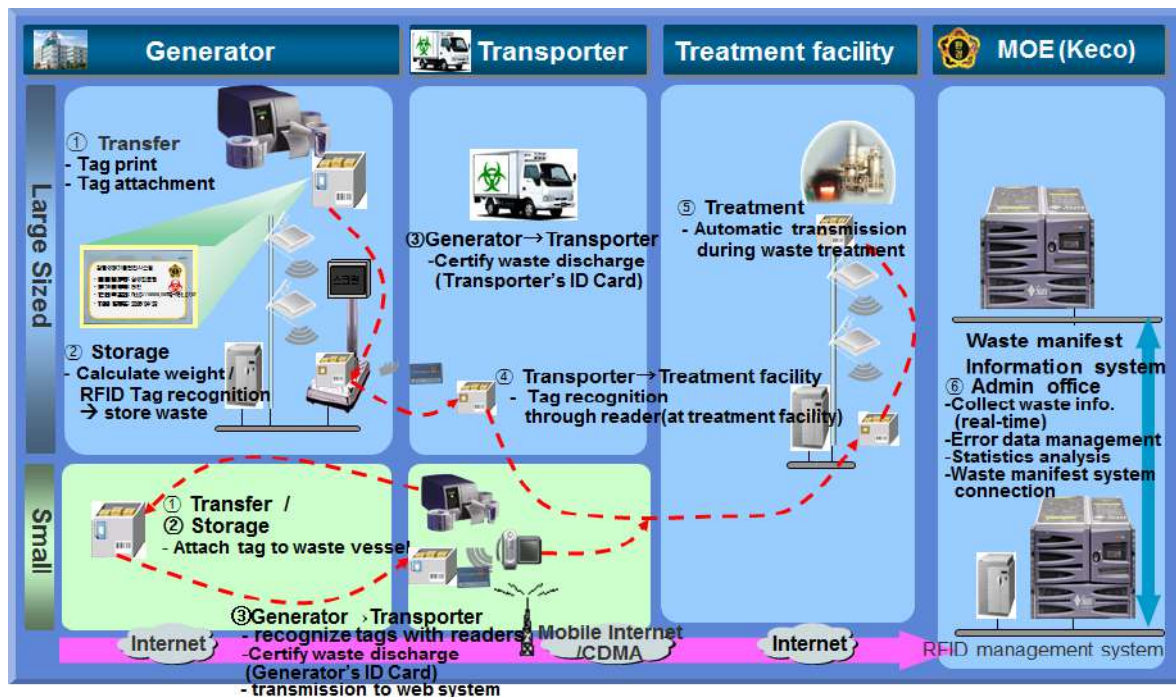 Generator
Transporter
Treatment facility
MOE (Keco)
Large Sized
① Transfer
- Tag print
- Tag attachment
스크린
② Storage
- Calculate weight /
RFID Tag recognition
→ store waste
③Generator→Transporter
-Certify waste discharge
(Transporter's ID Card)
④ Transporter→Treatment facility
- Tag recognition
through reader(at treatment facility)
⑤ Treatment
- Automatic transmission
during waste treatment
Waste manifest
Information system
⑥ Admin office
-Collect waste info.
(real-time)
-Error data management
-Statistics analysis
-Waste manifest system
connection
Small
① Transfer /
② Storage
- Attach tag to waste vessel
③Generator→Transporter
- recognize tags with readers
-Certify waste discharge
(Generator's ID Card)
- transmission to web system
Internet
Mobile Internet
/CDMA
Internet
RFID management system